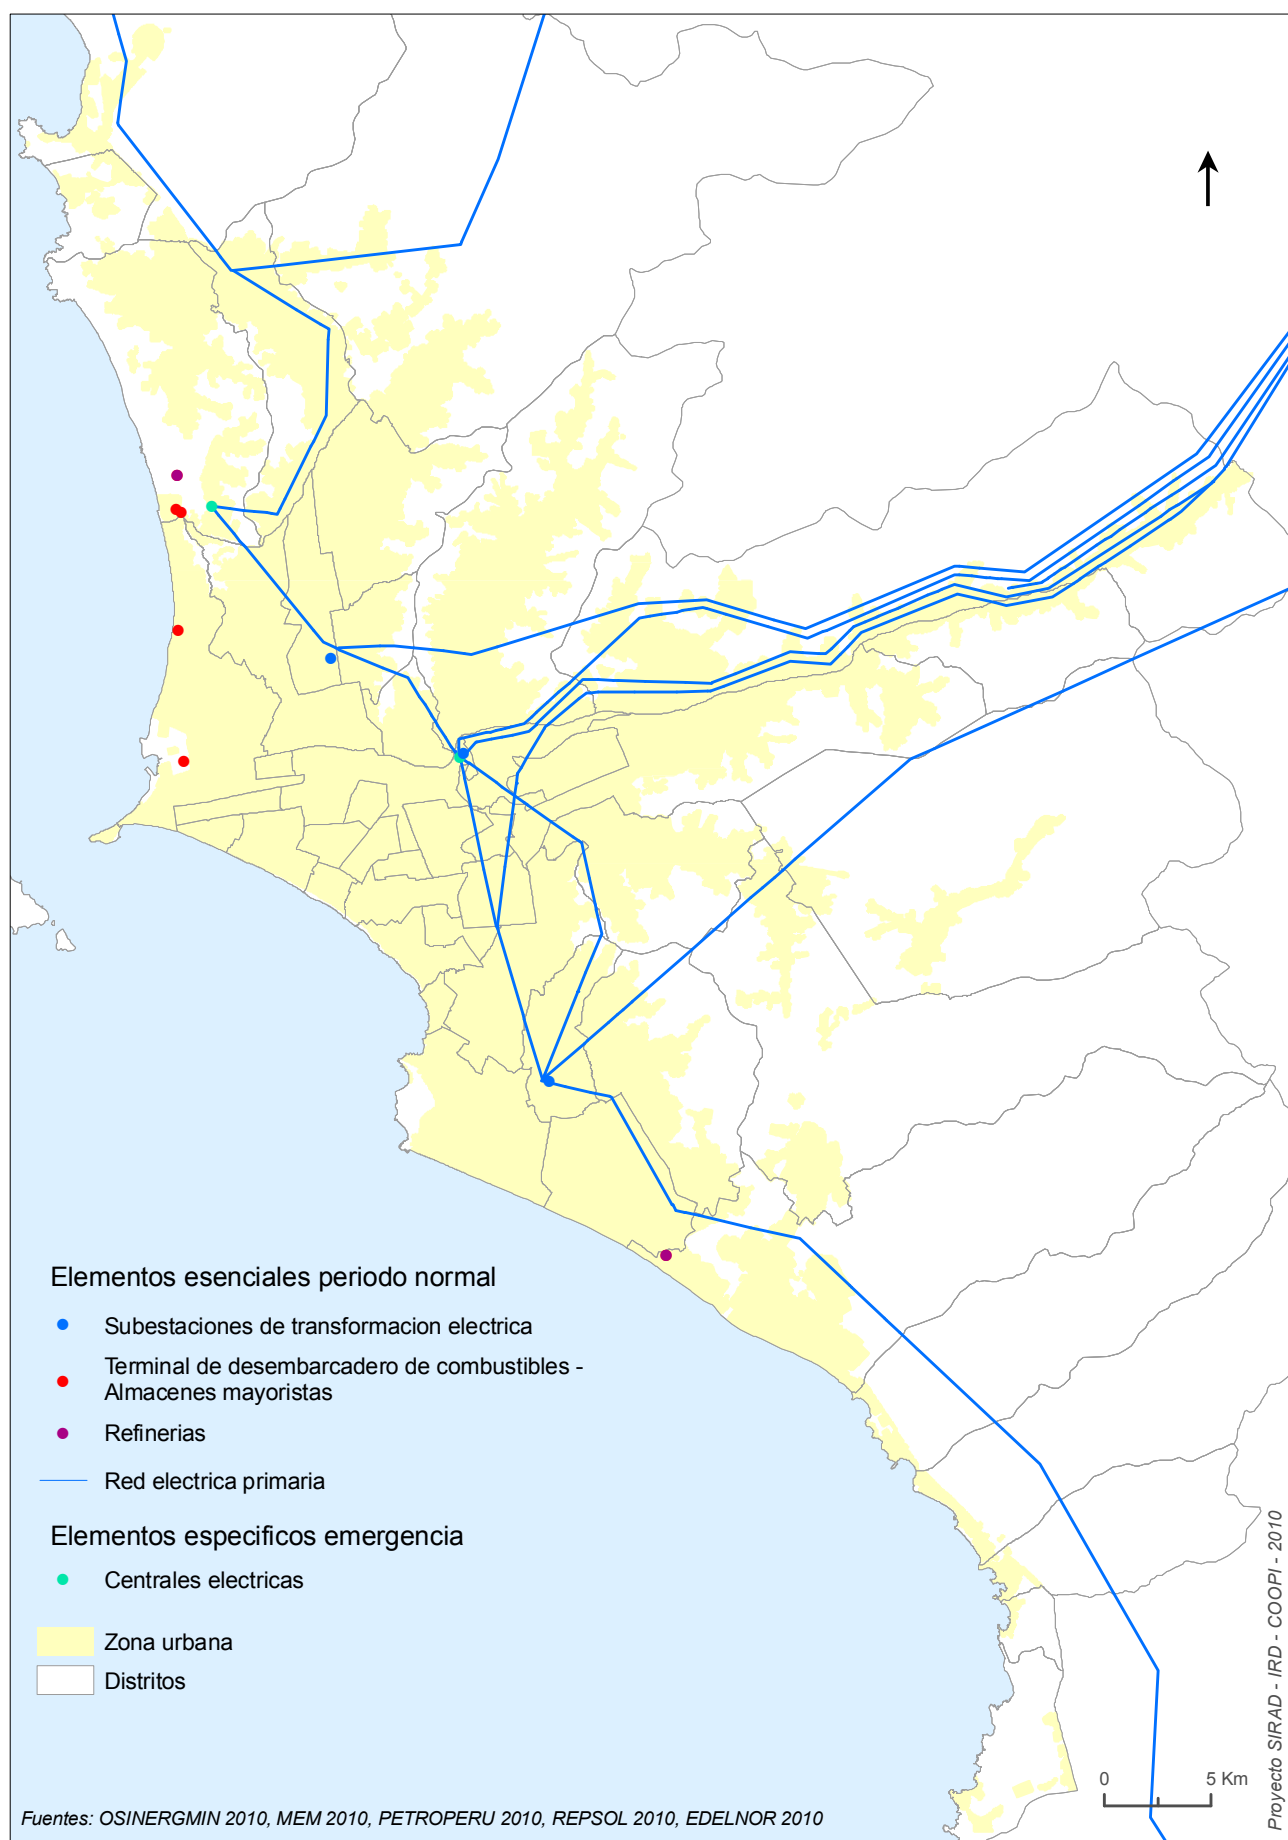 Elementos esenciales periodo normal
Subestaciones de transformacion eléctrica
Terminal de desembarcadero de combustibles -
Almacenes mayoristas
Refinerias
Red electrica primaria
Elementos especificos emergencia
Centrales electricas
Zona urbana
Distritos
0 5 Km
Fuentes: OSINERGMIN 2010, MEM 2010, PETROPERU 2010, REPSOL 2010, EDELNOR 2010
Proyecto SIRAD - IRD - COOPI - 2010